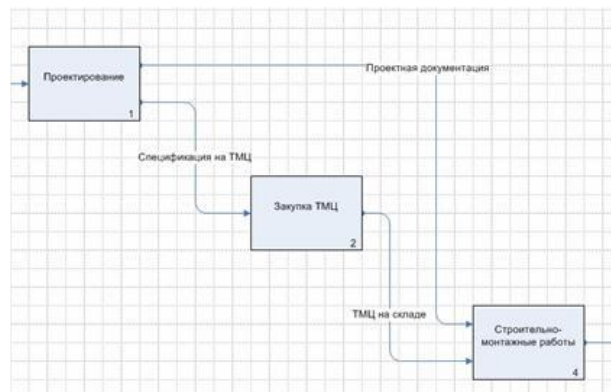 Проектирование
1
Проектная документация
Спецификация на ТМЦ
Закупка ТМЦ
2
ТМЦ на складе
Строительно-
монтажные работы
4